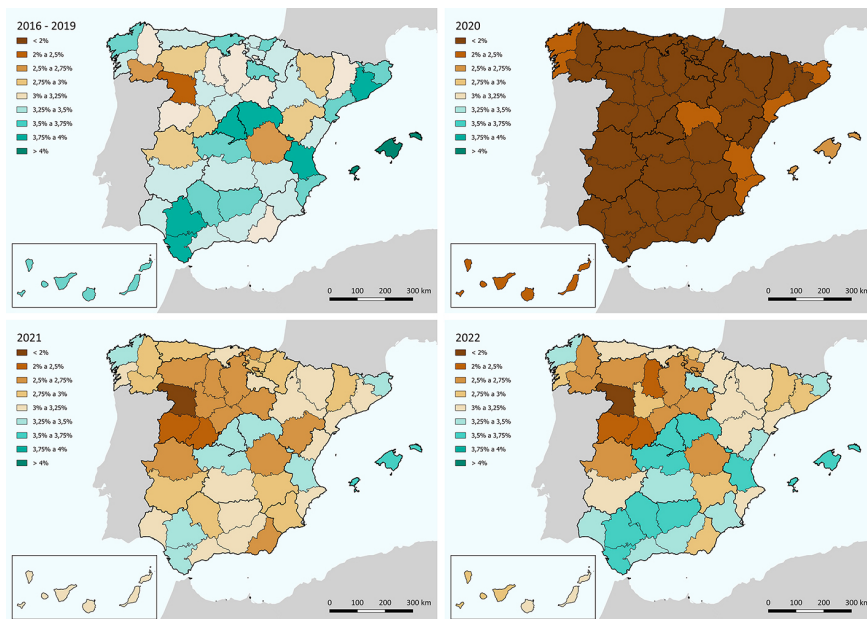 2016 - 2019
< 2%
2% a 2,5%
2,5% a 2,75%
2,75% a 3%
3% a 3,25%
3,25% a 3,5%
3,5% a 3,75%
3,75% a 4%
> 4%
0 100 200 300 km
2020
< 2%
2% a 2,5%
2,5% a 2,75%
2,75% a 3%
3% a 3,25%
3,25% a 3,5%
3,5% a 3,75%
3,75% a 4%
> 4%
0 100 200 300 km
2021
< 2%
2% a 2,5%
2,5% a 2,75%
2,75% a 3%
3% a 3,25%
3,25% a 3,5%
3,5% a 3,75%
3,75% a 4%
> 4%
0 100 200 300 km
2022
< 2%
2% a 2,5%
2,5% a 2,75%
2,75% a 3%
3% a 3,25%
3,25% a 3,5%
3,5% a 3,75%
3,75% a 4%
> 4%
0 100 200 300 km